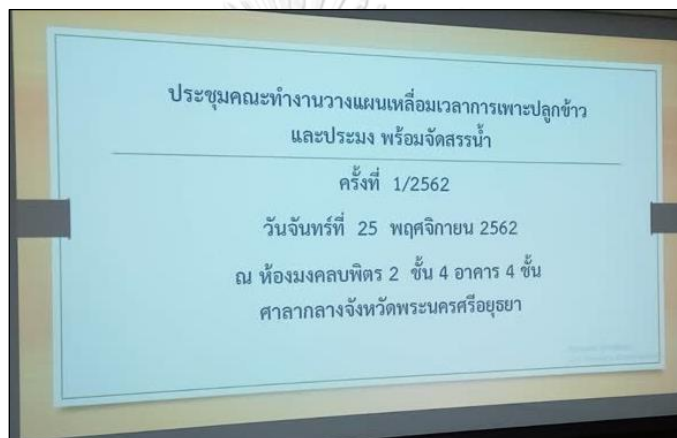 ประชุมคณะทำงานวางแผนเหลื่อมเวลาการเพาะปลูกข้าว
และประมง พร้อมจัดสรรน้ำ
ครั้งที่ 1/2562
วันจันทร์ที่ 25 พฤศจิกายน 2562
ณ ห้องมงคลบพิตร 2 ชั้น 4 อาคาร 4 ชั้น
ศาลากลางจังหวัดพระนครศรีอยุธยา